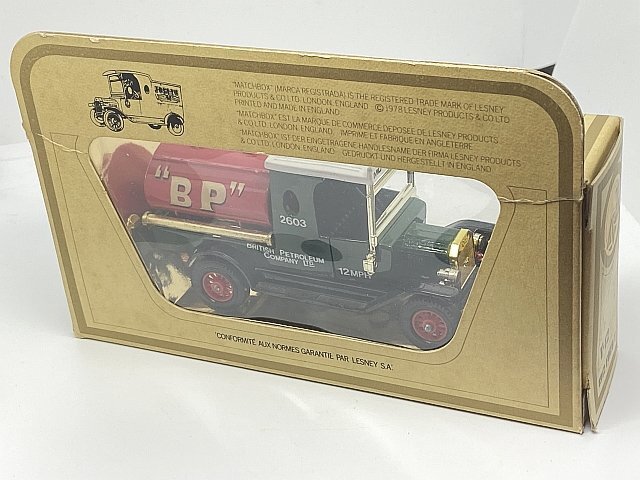 "MATCHBOX" (MARCA REGISTRADA) IS THE REGISTERED TRADE MARK OF LESNEY
PRODUCTS & CO LTD. LONDON, ENGLAND © 1978 LESNEY PRODUCTS & CO LTD.
PRINTED AND MADE IN ENGLAND.
"MATCHBOX" EST LA MARQUE DE COMMERCE DEPOSEE DE LESNEY PRODUCTS
& CO LTD. LONDON, ENGLAND. IMPRIME ET FABRIQUE EN ANGLETERRE.
"MATCHBOX" IST DER EINGETRAGENE HANDELSNAME DER FIRMA LESNEY PRODUCTS
& CO LTD. LONDON, ENGLAND. GEDRUCKT UND HERGESTELLT IN ENGLAND.
"BP"
2603
BRITISH PETROLEUM
COMPANY LTD
12MPH
"CONFORMITÉ AUX NORMES GARANTIE PAR LESNEY S.A."